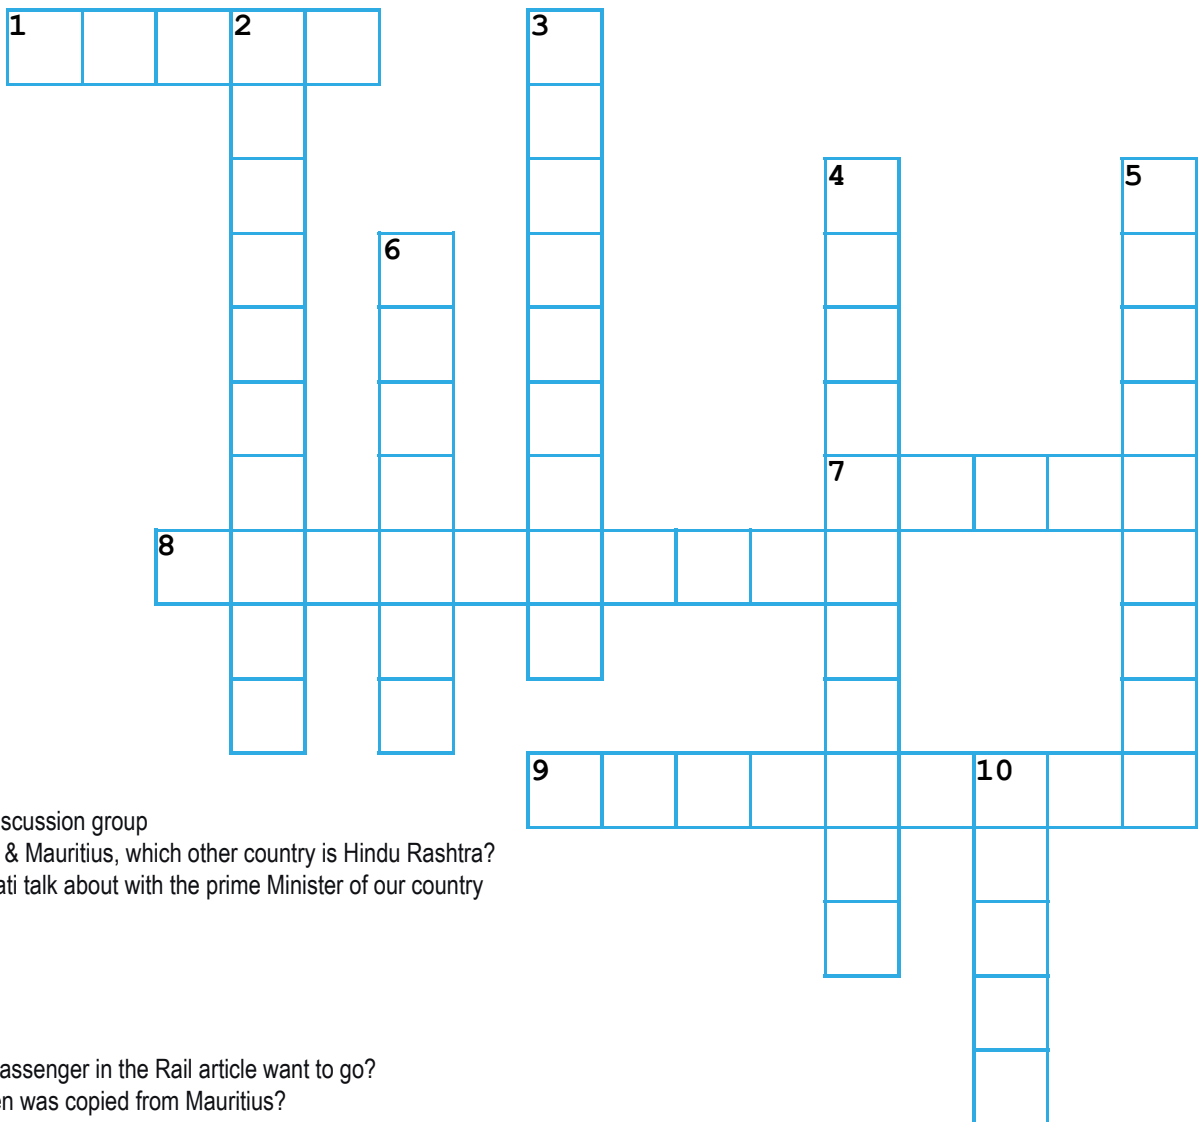 1 2 3
4 5
6
7
8
9 10
scussion group
& Mauritius, which other country is Hindu Rashtra?
ati talk about with the prime Minister of our country
assenger in the Rail article want to go?
en was copied from Mauritius?